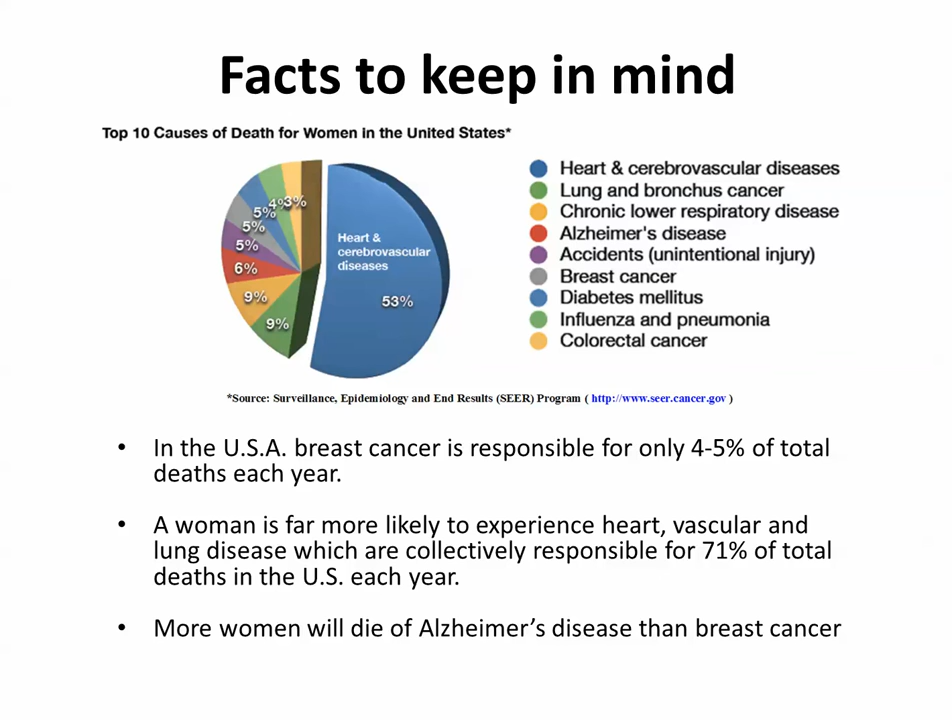 Facts to keep in mind
Top 10 Causes of Death for Women in the United States*
Heart & cerebrovascular diseases
Lung and bronchus cancer
Chronic lower respiratory disease
Alzheimer's disease
Accidents (unintentional injury)
Breast cancer
Diabetes mellitus
Influenza and pneumonia
Colorectal cancer
3%
4%
5%
5%
5%
6%
9%
9%
Heart &
cerebrovascular
diseases
53%
*Source: Surveillance, Epidemiology and End Results (SEER) Program ( http://www.seer.cancer.gov )
• In the U.S.A. breast cancer is responsible for only 4-5% of total
deaths each year.
• A woman is far more likely to experience heart, vascular and
lung disease which are collectively responsible for 71% of total
deaths in the U.S. each year.
• More women will die of Alzheimer’s disease than breast cancer